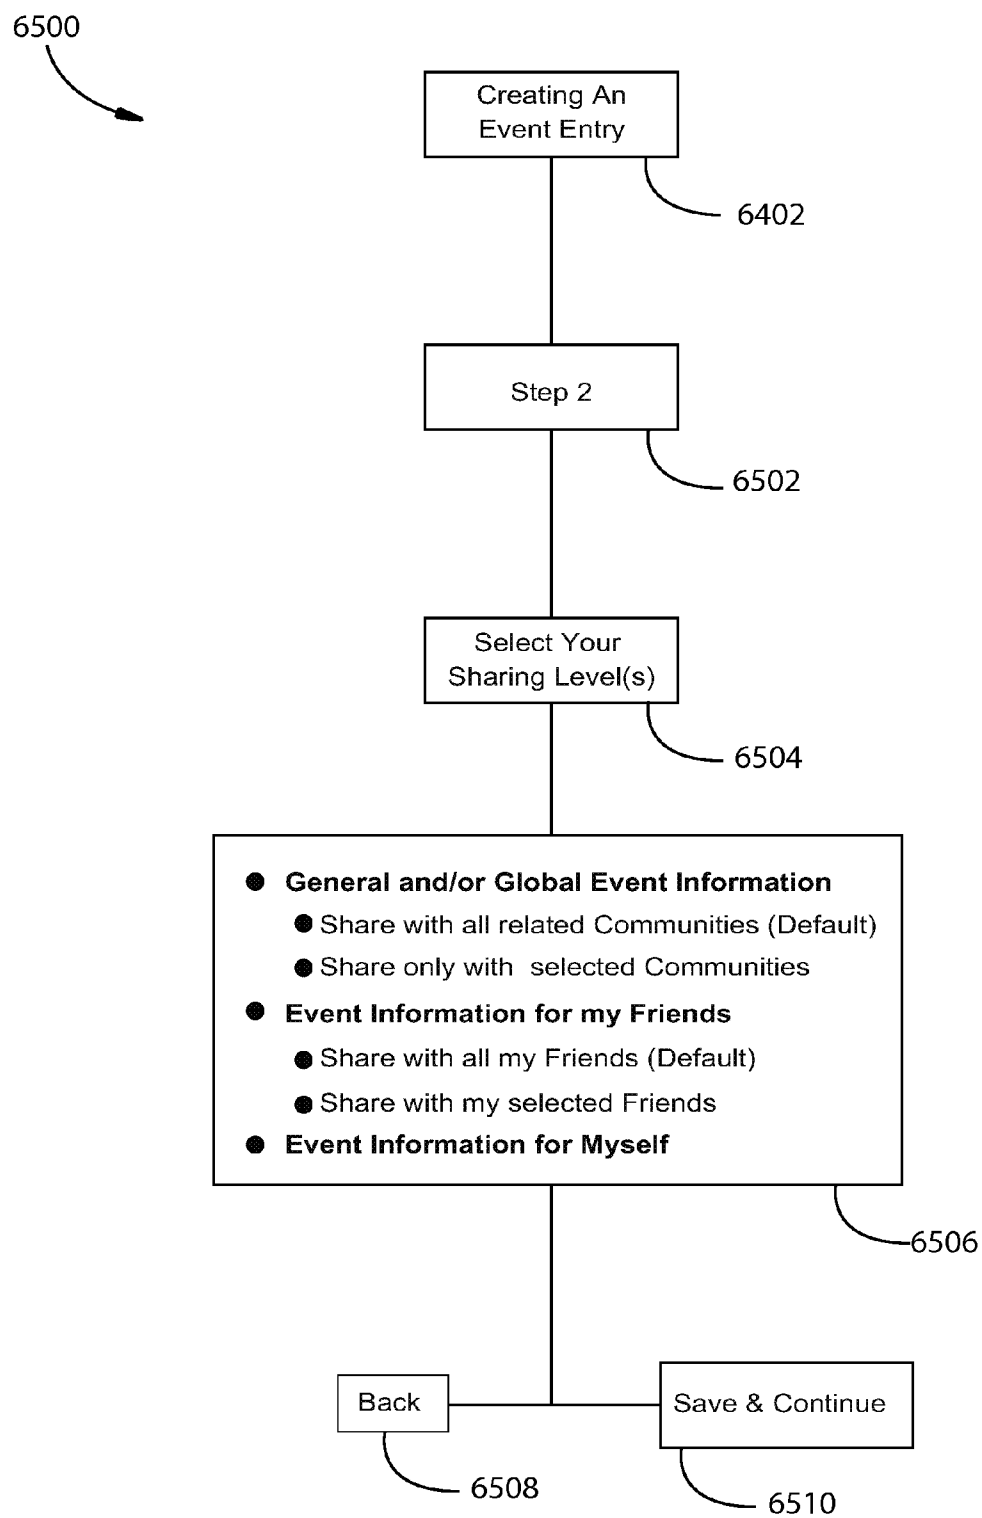 6500
Creating An
Event Entry
6402
Step 2
6502
Select Your
Sharing Level(s)
6504
● General and/or Global Event Information
● Share with all related Communities (Default)
● Share only with selected Communities
● Event Information for my Friends
● Share with all my Friends (Default)
● Share with my selected Friends
● Event Information for Myself
6506
Back
Save & Continue
6508
6510